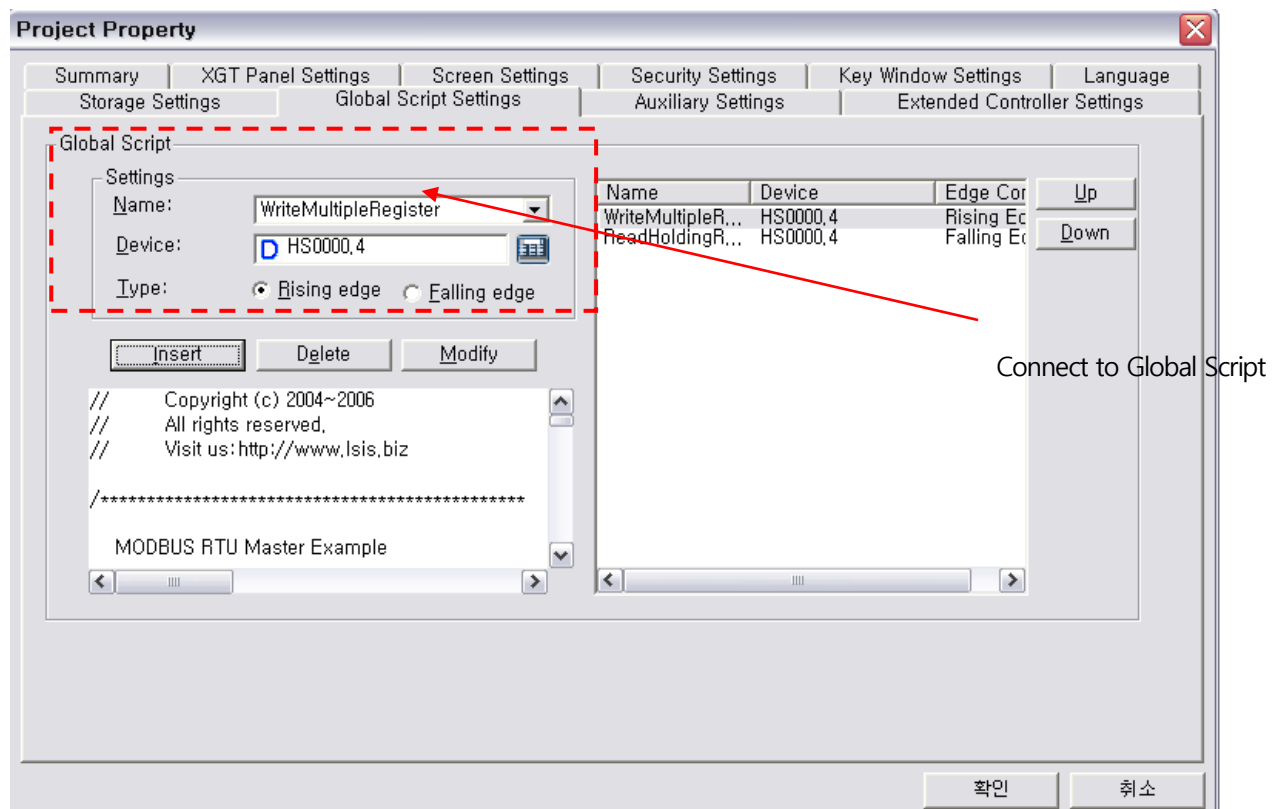 Project Property
Summary XGT Panel Settings Screen Settings Security Settings Key Window Settings Language
Storage Settings Global Script Settings Auxiliary Settings Extended Controller Settings
Global Script
Settings
Name: WriteMultipleRegister
Device: D HS0000.4
Type: Rising edge Falling edge
Insert Delete Modify
// Copyright (c) 2004~2006
// All rights reserved.
// Visit us:http://www.lsis.biz
/**********************************************
MODBUS RTU Master Example
Name Device Edge Cor
WriteMultipleR... HS0000.4 Rising Ec
ReadHoldingR... HS0000.4 Falling Ec
Up
Down
Connect to Global Script
확인 취소